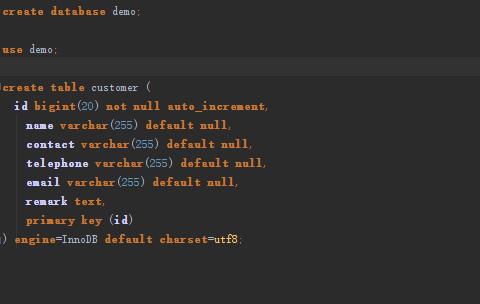 create database demo;
use demo;
create table customer (
id bigint(20) not null auto_increment,
name varchar(255) default null,
contact varchar(255) default null,
telephone varchar(255) default null,
email varchar(255) default null,
remark text,
primary key (id)
) engine=InnoDB default charset=utf8;